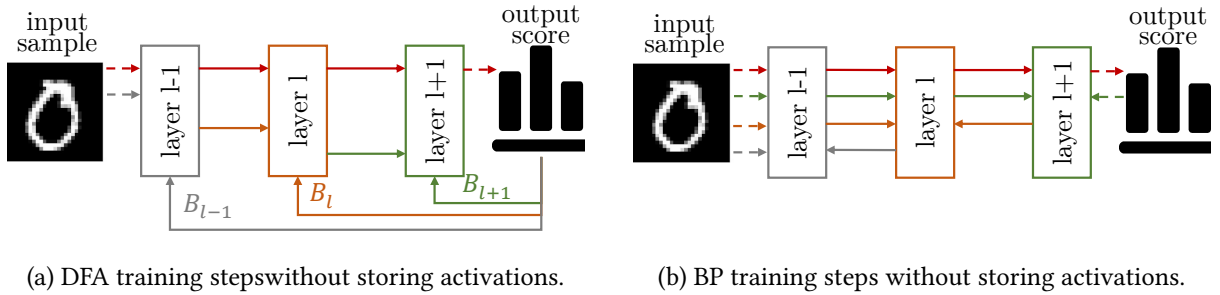 input
sample
layer l-1
layer l
layer l+1
output
score
B_{l−1}
B_l
B_{l+1}
(a) DFA training stepswithout storing activations.
input
sample
layer l-1
layer l
layer l+1
output
score
(b) BP training steps without storing activations.